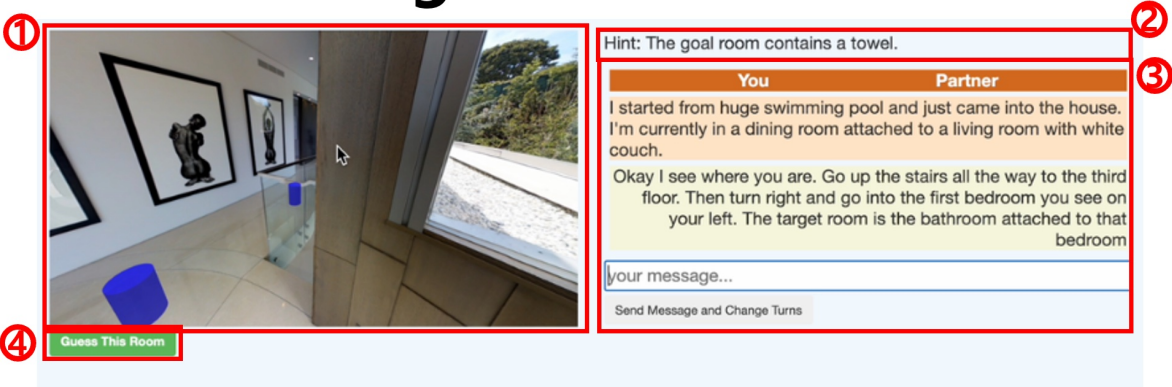 ①
②
Hint: The goal room contains a towel.
③
You Partner
I started from huge swimming pool and just came into the house.
I'm currently in a dining room attached to a living room with white
couch.
Okay I see where you are. Go up the stairs all the way to the third
floor. Then turn right and go into the first bedroom you see on
your left. The target room is the bathroom attached to that
bedroom
your message...
Send Message and Change Turns
④
Guess This Room